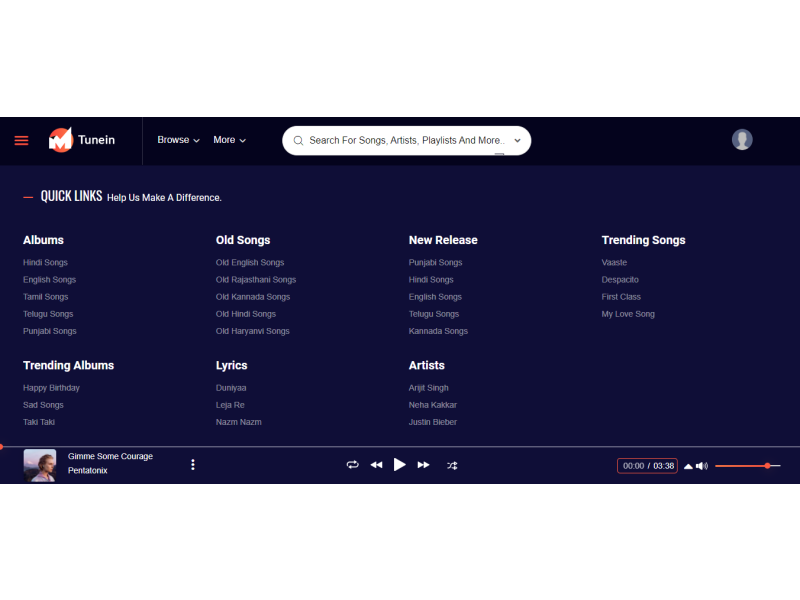 Tunein
Browse
More
Search For Songs, Artists, Playlists And More..
QUICK LINKS Help Us Make A Difference.
Albums
Hindi Songs
English Songs
Tamil Songs
Telugu Songs
Punjabi Songs
Old Songs
Old English Songs
Old Rajasthani Songs
Old Kannada Songs
Old Hindi Songs
Old Haryanvi Songs
New Release
Punjabi Songs
Hindi Songs
English Songs
Telugu Songs
Kannada Songs
Trending Songs
Vaaste
Despacito
First Class
My Love Song
Trending Albums
Happy Birthday
Sad Songs
Taki Taki
Lyrics
Duniyaa
Leja Re
Nazm Nazm
Artists
Arijit Singh
Neha Kakkar
Justin Bieber
Gimme Some Courage
Pentatonix
00:00 / 03:38